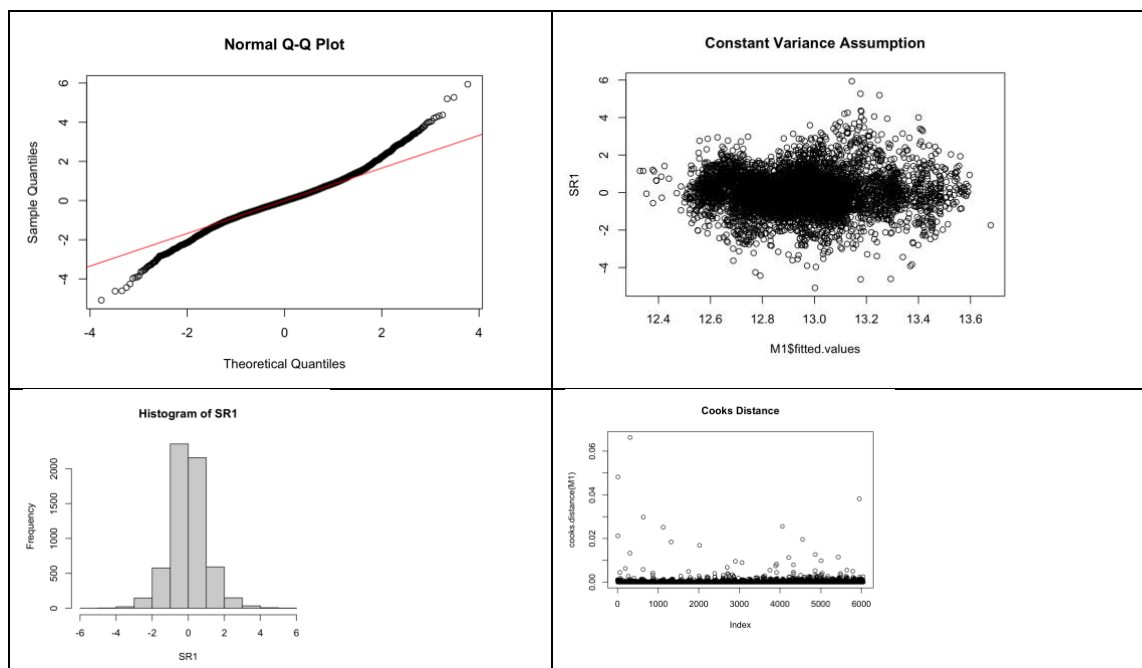 Normal Q-Q Plot
6
4
2
0
-2
-4
Sample Quantiles
-4 -2 0 2 4
Theoretical Quantiles
Constant Variance Assumption
6
4
2
0
-2
-4
SR1
12.4 12.6 12.8 13.0 13.2 13.4 13.6
M1$fitted.values
Histogram of SR1
2000
1500
1000
500
0
Frequency
-6 -4 -2 0 2 4 6
SR1
Cooks Distance
0.06
0.04
0.02
0.00
cooks.distance(M1)
0 1000 2000 3000 4000 5000 6000
Index